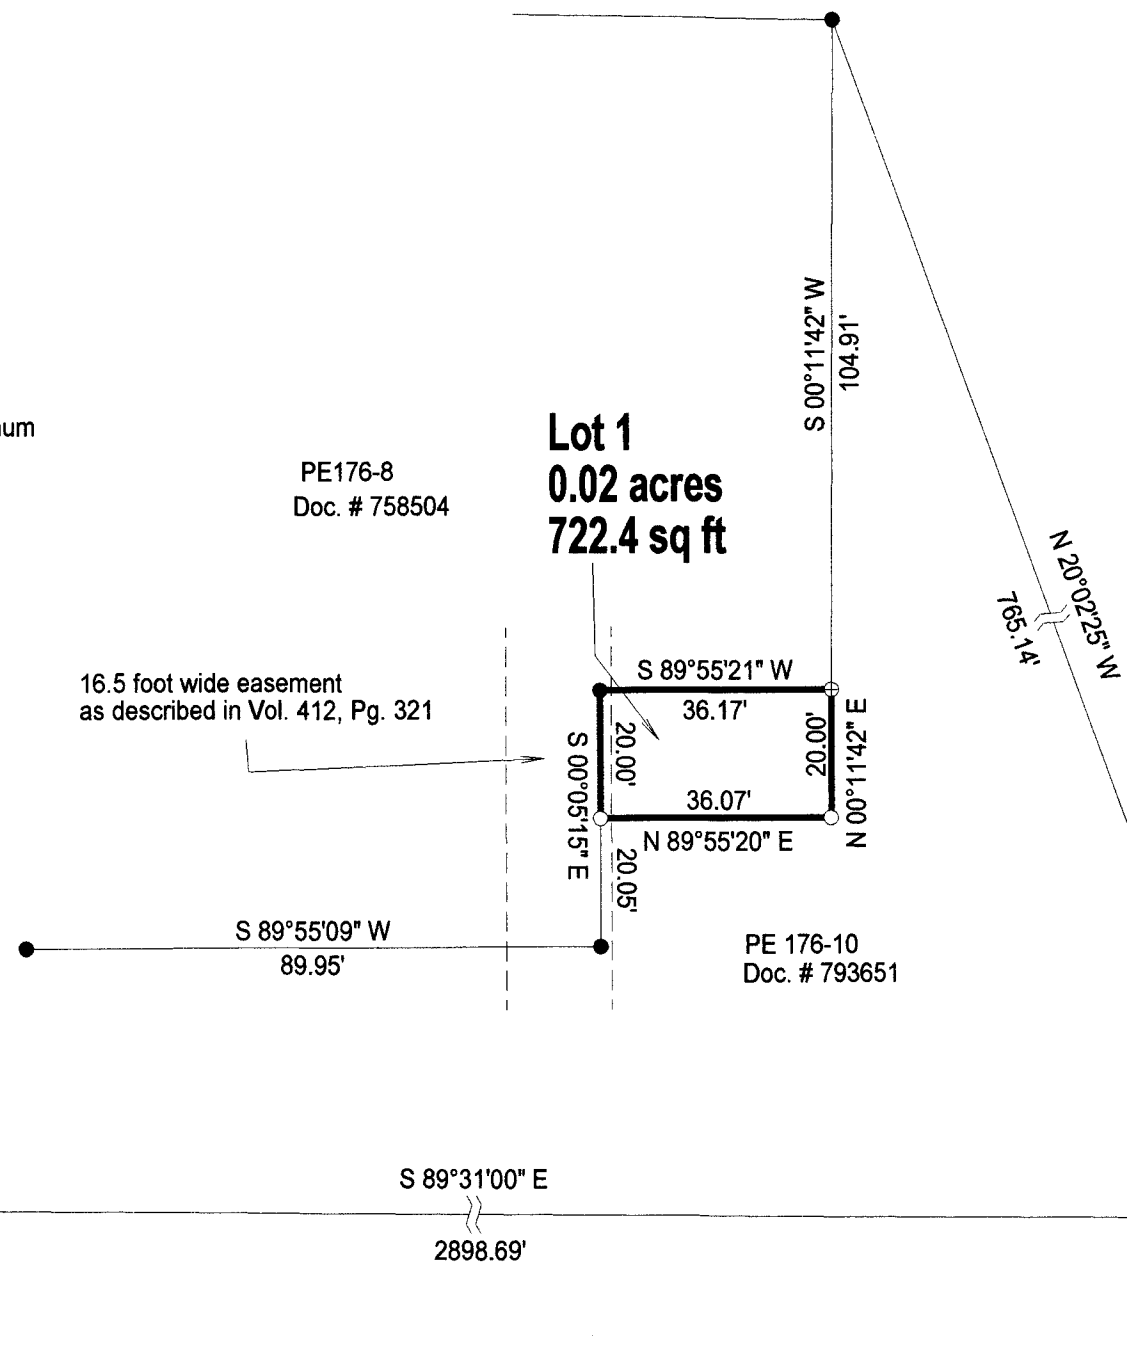 S 00°11'42" W
104.91'
um
PE176-8
Doc. # 758504
Lot 1
0.02 acres
722.4 sq ft
N 20°02'25" W
765.14'
16.5 foot wide easement
as described in Vol. 412, Pg. 321
S 89°55'21" W
36.17'
S 00°05'15" E
20.00'
20.00'
N 00°11'42" E
36.07'
N 89°55'20" E
20.05'
S 89°55'09" W
89.95'
PE 176-10
Doc. # 793651
S 89°31'00" E
2898.69'